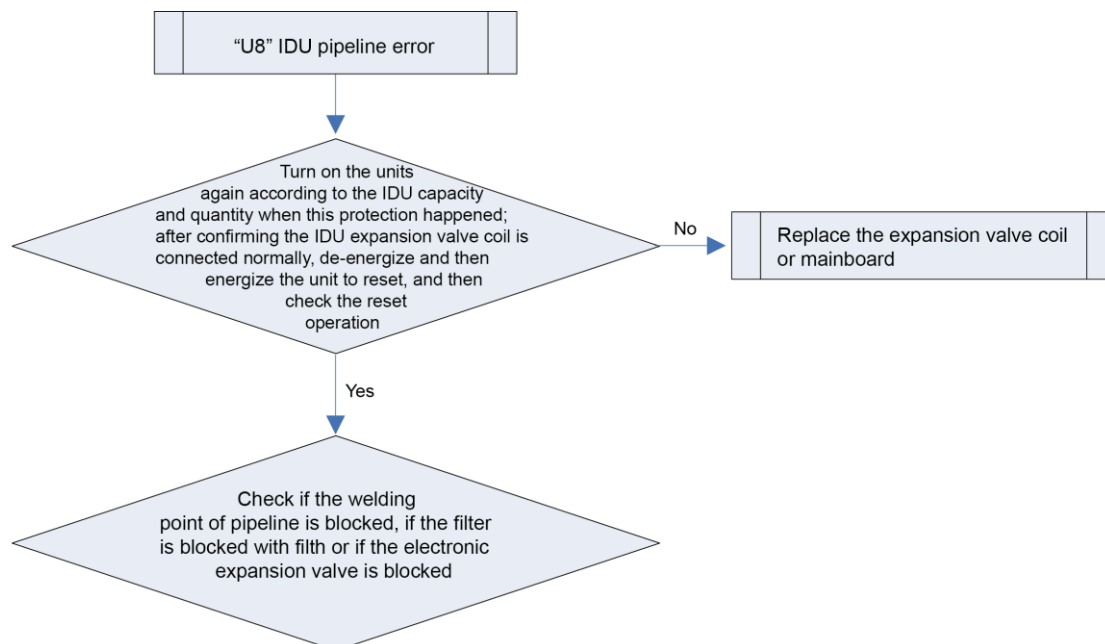 “U8” IDU pipeline error
Turn on the units
again according to the IDU capacity
and quantity when this protection happened;
after confirming the IDU expansion valve coil is
connected normally, de-energize and then
energize the unit to reset, and then
check the reset
operation
No
Replace the expansion valve coil
or mainboard
Yes
Check if the welding
point of pipeline is blocked, if the filter
is blocked with filth or if the electronic
expansion valve is blocked